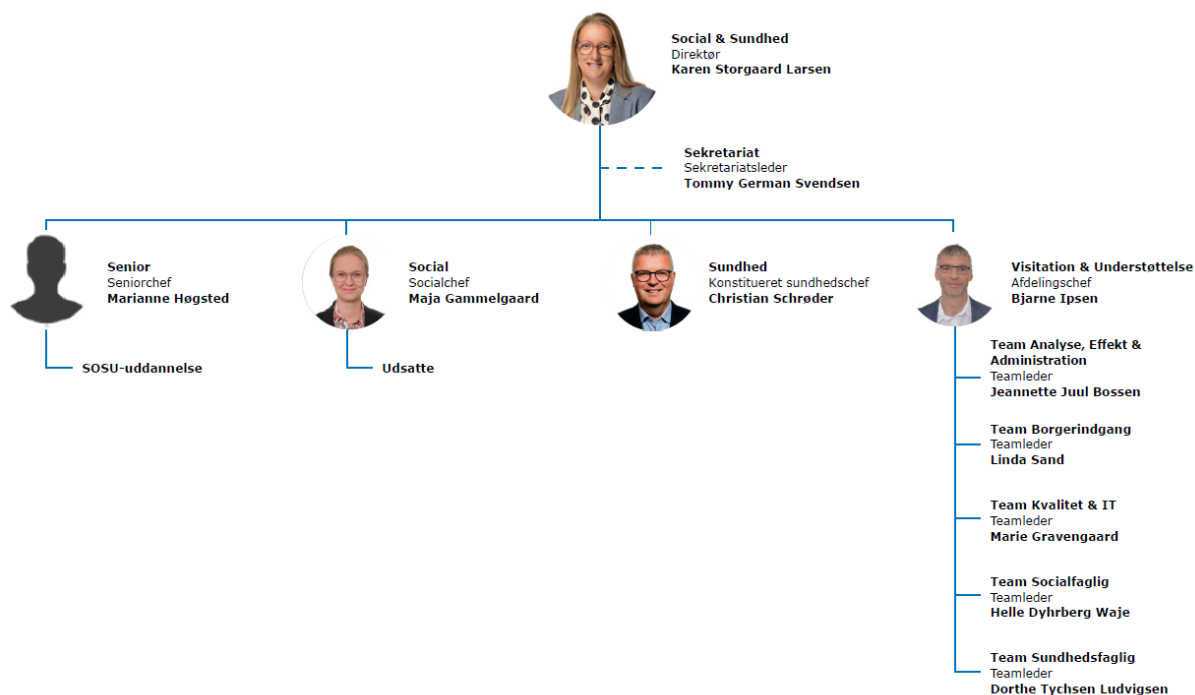 Social & Sundhed
Direktør
Karen Storgaard Larsen
Sekretariat
Sekretariatsleder
Tommy German Svendsen
Senior
Seniorchef
Marianne Høgsted
Social
Socialchef
Maja Gammelgaard
Sundhed
Konstitueret sundhedschef
Christian Schrøder
Visitation & Understøttelse
Afdelingschef
Bjarne Ipsen
SOSU-uddannelse
Udsatte
Team Analyse, Effekt &
Administration
Teamleder
Jeannette Juul Bossen
Team Borgerindgang
Teamleder
Linda Sand
Team Kvalitet & IT
Teamleder
Marie Gravengaard
Team Socialfaglig
Teamleder
Helle Dyhrberg Waje
Team Sundhedsfaglig
Teamleder
Dorthe Tychsen Ludvigsen